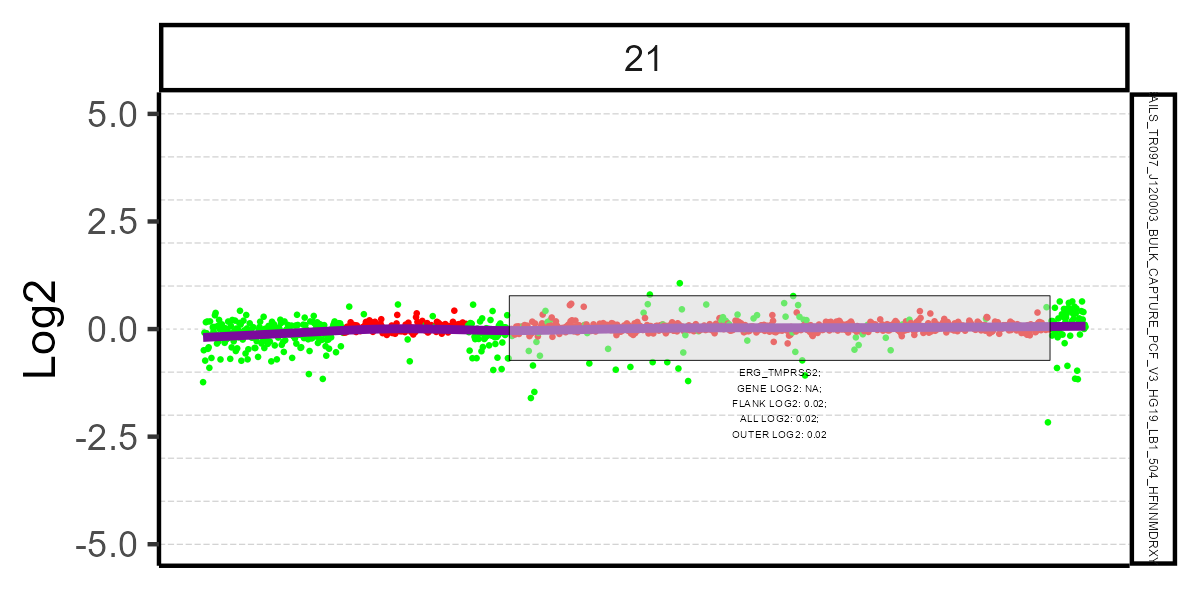 21
5.0
2.5
0.0
-2.5
-5.0
Log2
ERG_TMPRSS2;
GENE LOG2: NA;
FLANK LOG2: 0.02;
ALL LOG2: 0.02;
OUTER LOG2: 0.02
AILS_TR097_J120003_BULK_CAPTURE_PCF_V3_HG19_LB1_504_HFNNMDRXY